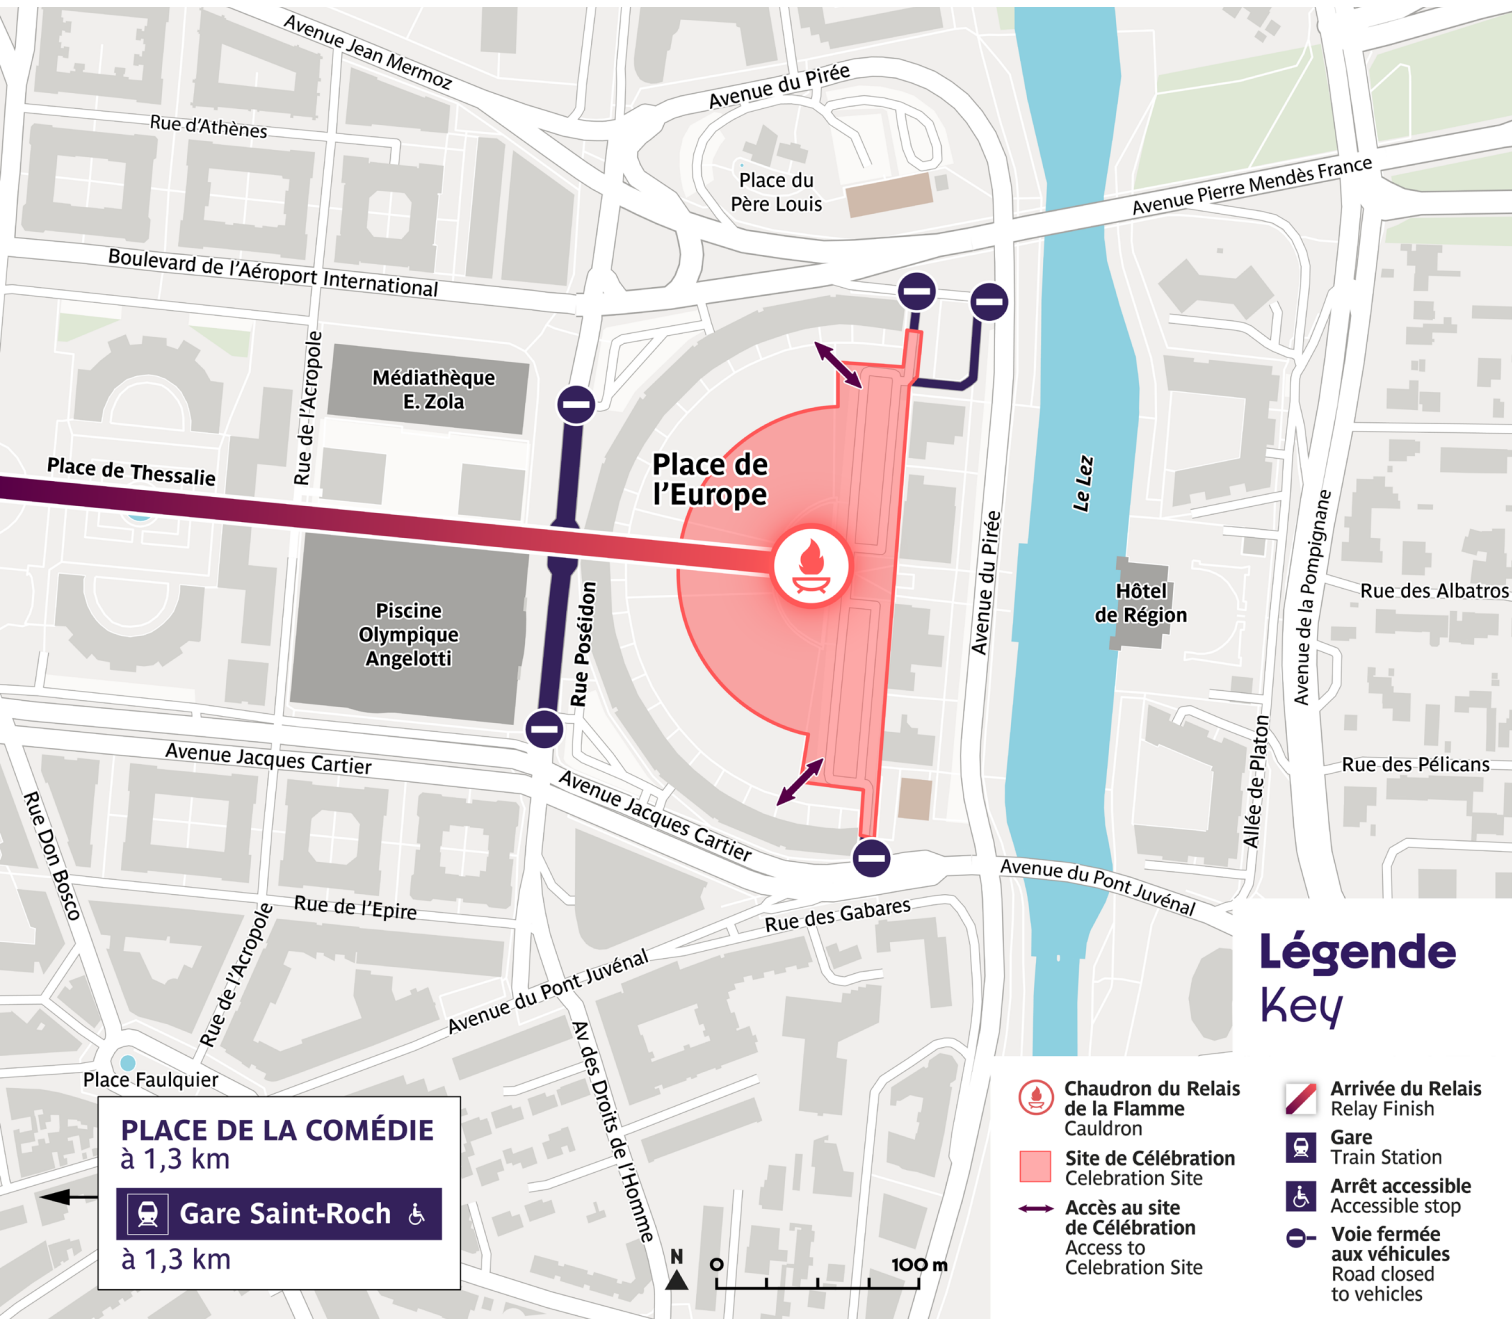 Avenue Jean Mermoz
Avenue du Pirée
Rue d'Athènes
Place du
Père Louis
Avenue Pierre Mendès France
Boulevard de l'Aéroport International
Rue de l'Acropole
Médiathèque
E. Zola
Place de Thessalie
Place de
l'Europe
Le Lez
Avenue du Pirée
Avenue de la Pompignane
Rue des Albatros
Hôtel
de Région
Piscine
Olympique
Angelotti
Rue Poséidon
Avenue Jacques Cartier
Avenue Jacques Cartier
Allée de Platon
Rue des Pélicans
Rue Don Bosco
Rue de l'Epire
Rue de l'Acropole
Rue des Gabares
Avenue du Pont Juvénal
Avenue du Pont Juvénal
Av des Droits de l'Homme
Place Faulquier
PLACE DE LA COMÉDIE
à 1,3 km
Gare Saint-Roch
à 1,3 km
N
0 100 m
Légende
Key
Chaudron du Relais
de la Flamme
Cauldron
Site de Célébration
Celebration Site
Accès au site
de Célébration
Access to
Celebration Site
Arrivée du Relais
Relay Finish
Gare
Train Station
Arrêt accessible
Accessible stop
Voie fermée
aux véhicules
Road closed
to vehicles